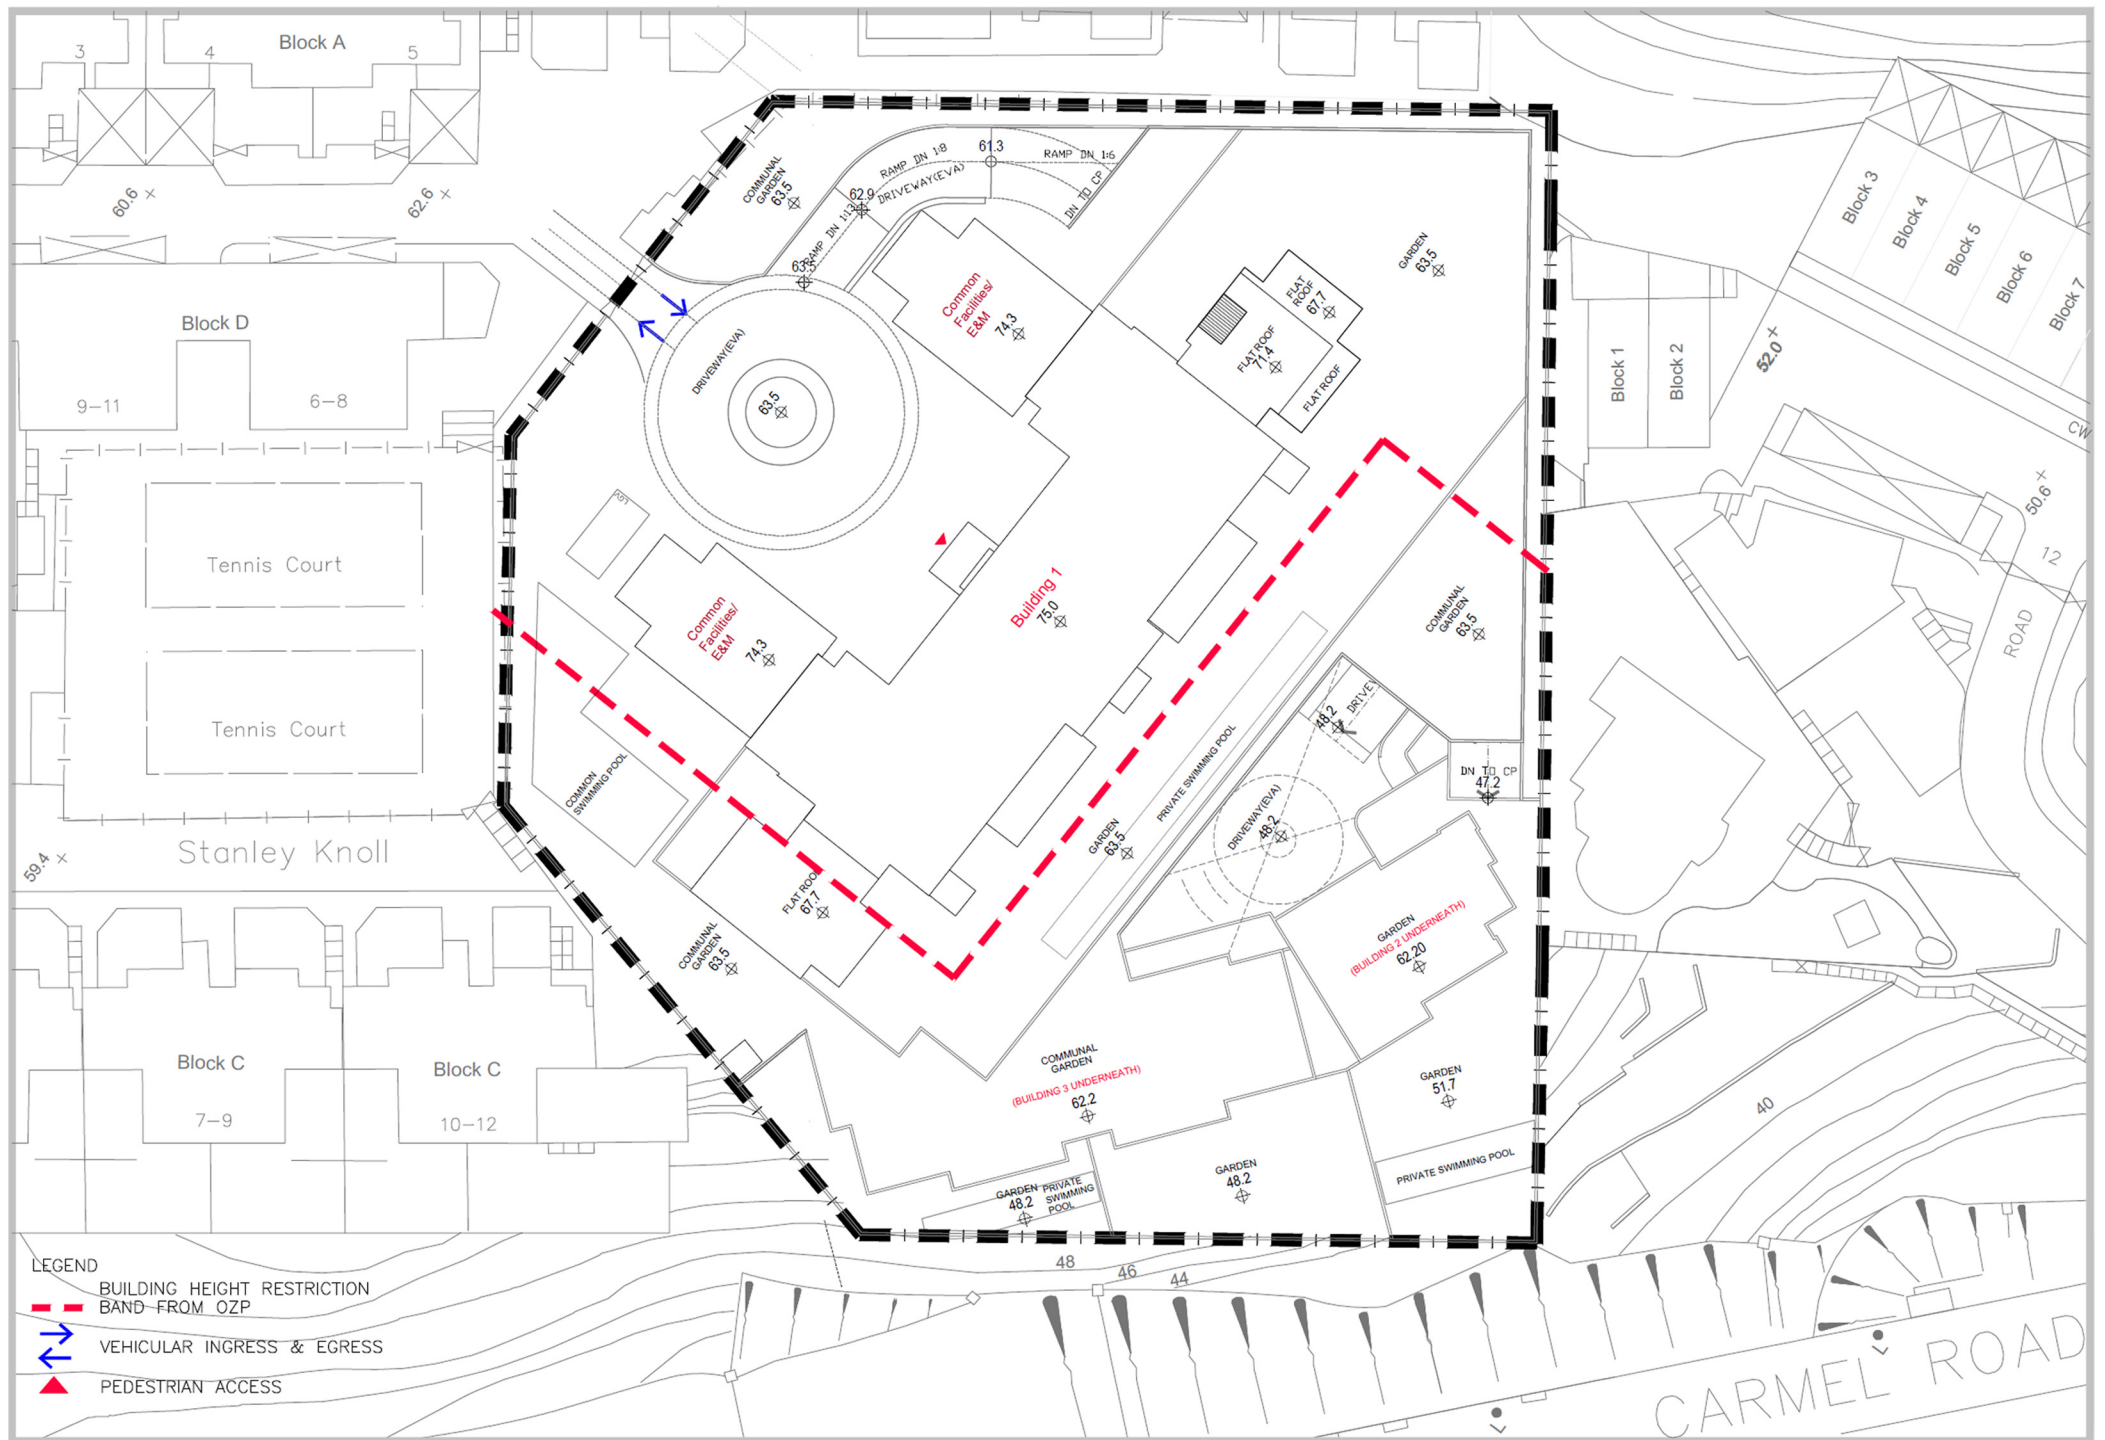 3
4
Block A
5
60.6
62.6
Block D
9-11
6-8
Tennis Court
Tennis Court
Stanley Knoll
59.4
Block C
7-9
Block C
10-12
COMMUNAL
GARDEN
63.5
RAMP DN 1:8
61.3
RAMP DN 1:6
DRIVEWAY(EVA)
62.9
DN TO CP
RAMP DN 1:13
63.5
DRIVEWAY(EVA)
63.5
LGV
Common
Facilities/
E&M
74.3
GARDEN
63.5
FLAT
ROOF
67.7
FLAT ROOF
71.4
FLAT ROOF
Common
Facilities/
E&M
74.3
Building 1
75.0
COMMON
SWIMMING POOL
FLAT ROOF
67.7
COMMUNAL
GARDEN
63.5
GARDEN
63.5
PRIVATE SWIMMING POOL
COMMUNAL
GARDEN
63.5
DRIVEW
48.2
DN TO CP
47.2
DRIVEWAY(EVA)
48.2
GARDEN
(BUILDING 2 UNDERNEATH)
62.20
COMMUNAL
GARDEN
(BUILDING 3 UNDERNEATH)
62.2
GARDEN
51.7
PRIVATE SWIMMING POOL
GARDEN
48.2
GARDEN
48.2
PRIVATE
SWIMMING
POOL
Block 3
Block 4
Block 5
Block 6
Block 7
Block 1
Block 2
52.0
CW
50.6
12
ROAD
40
48
46
44
CARMEL ROAD
L
L
LEGEND
BUILDING HEIGHT RESTRICTION
BAND FROM OZP
VEHICULAR INGRESS & EGRESS
PEDESTRIAN ACCESS